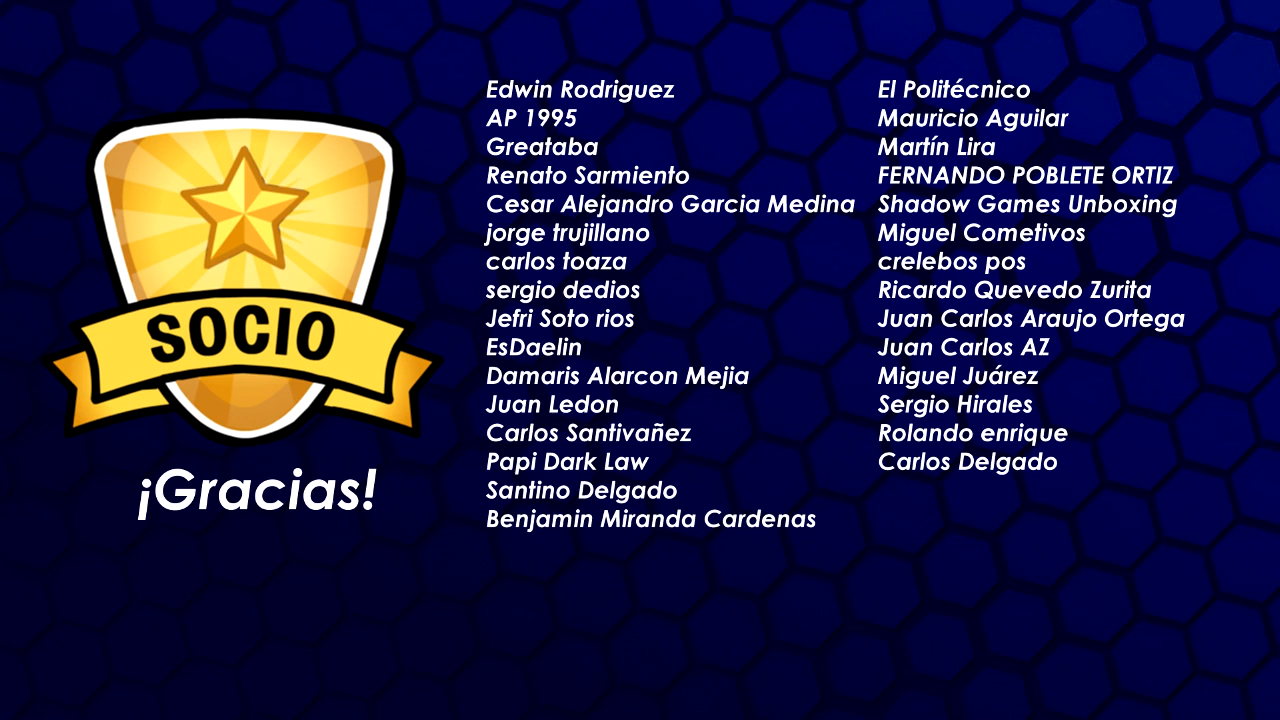 SOCIO
¡Gracias!
Edwin Rodriguez
AP 1995
Greataba
Renato Sarmiento
Cesar Alejandro Garcia Medina
jorge trujillano
carlos toaza
sergio dedios
Jefri Soto rios
EsDaelin
Damaris Alarcon Mejia
Juan Ledon
Carlos Santivañez
Papi Dark Law
Santino Delgado
Benjamin Miranda Cardenas
El Politécnico
Mauricio Aguilar
Martín Lira
FERNANDO POBLETE ORTIZ
Shadow Games Unboxing
Miguel Cometivos
crelebos pos
Ricardo Quevedo Zurita
Juan Carlos Araujo Ortega
Juan Carlos AZ
Miguel Juárez
Sergio Hirales
Rolando enrique
Carlos Delgado